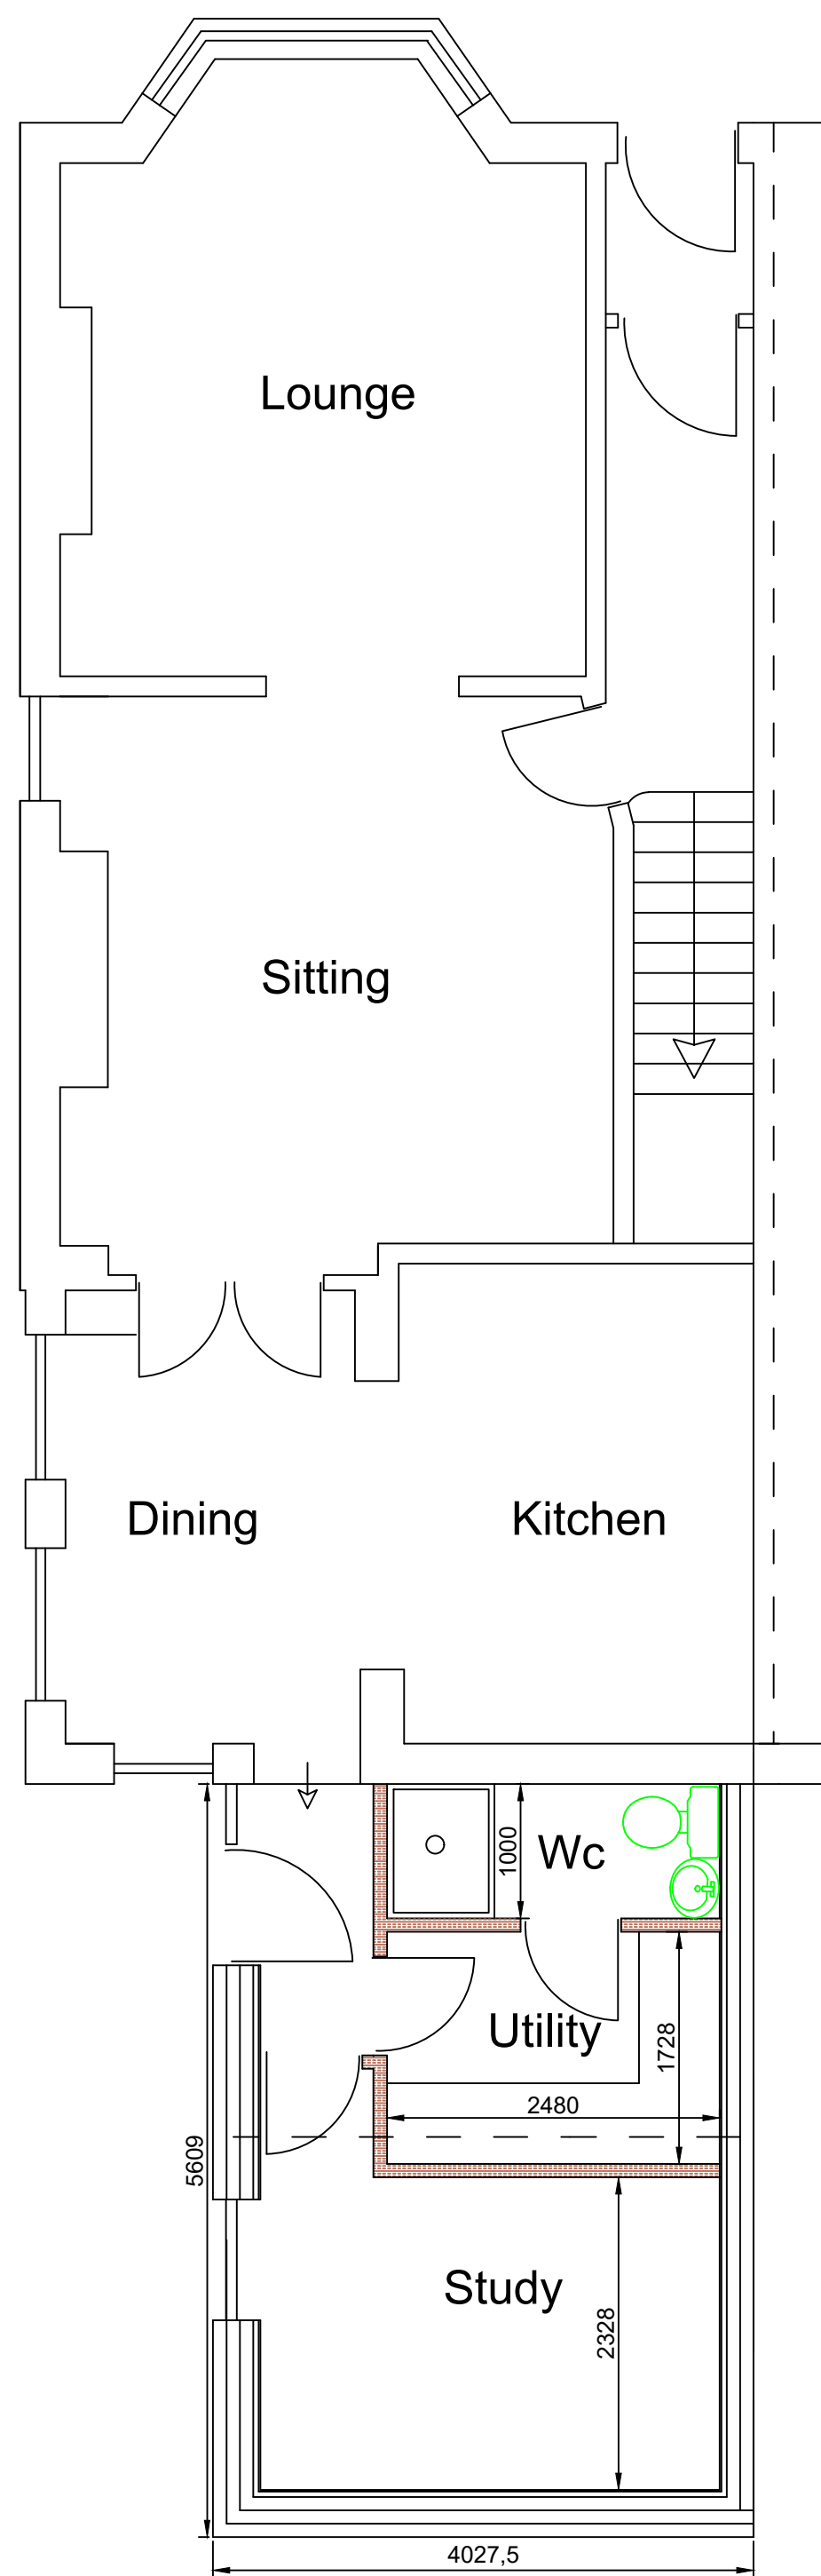 Lounge
Sitting
Dining
Kitchen
1000
Wc
Utility
1728
2480
5609
Study
2328
4027,5